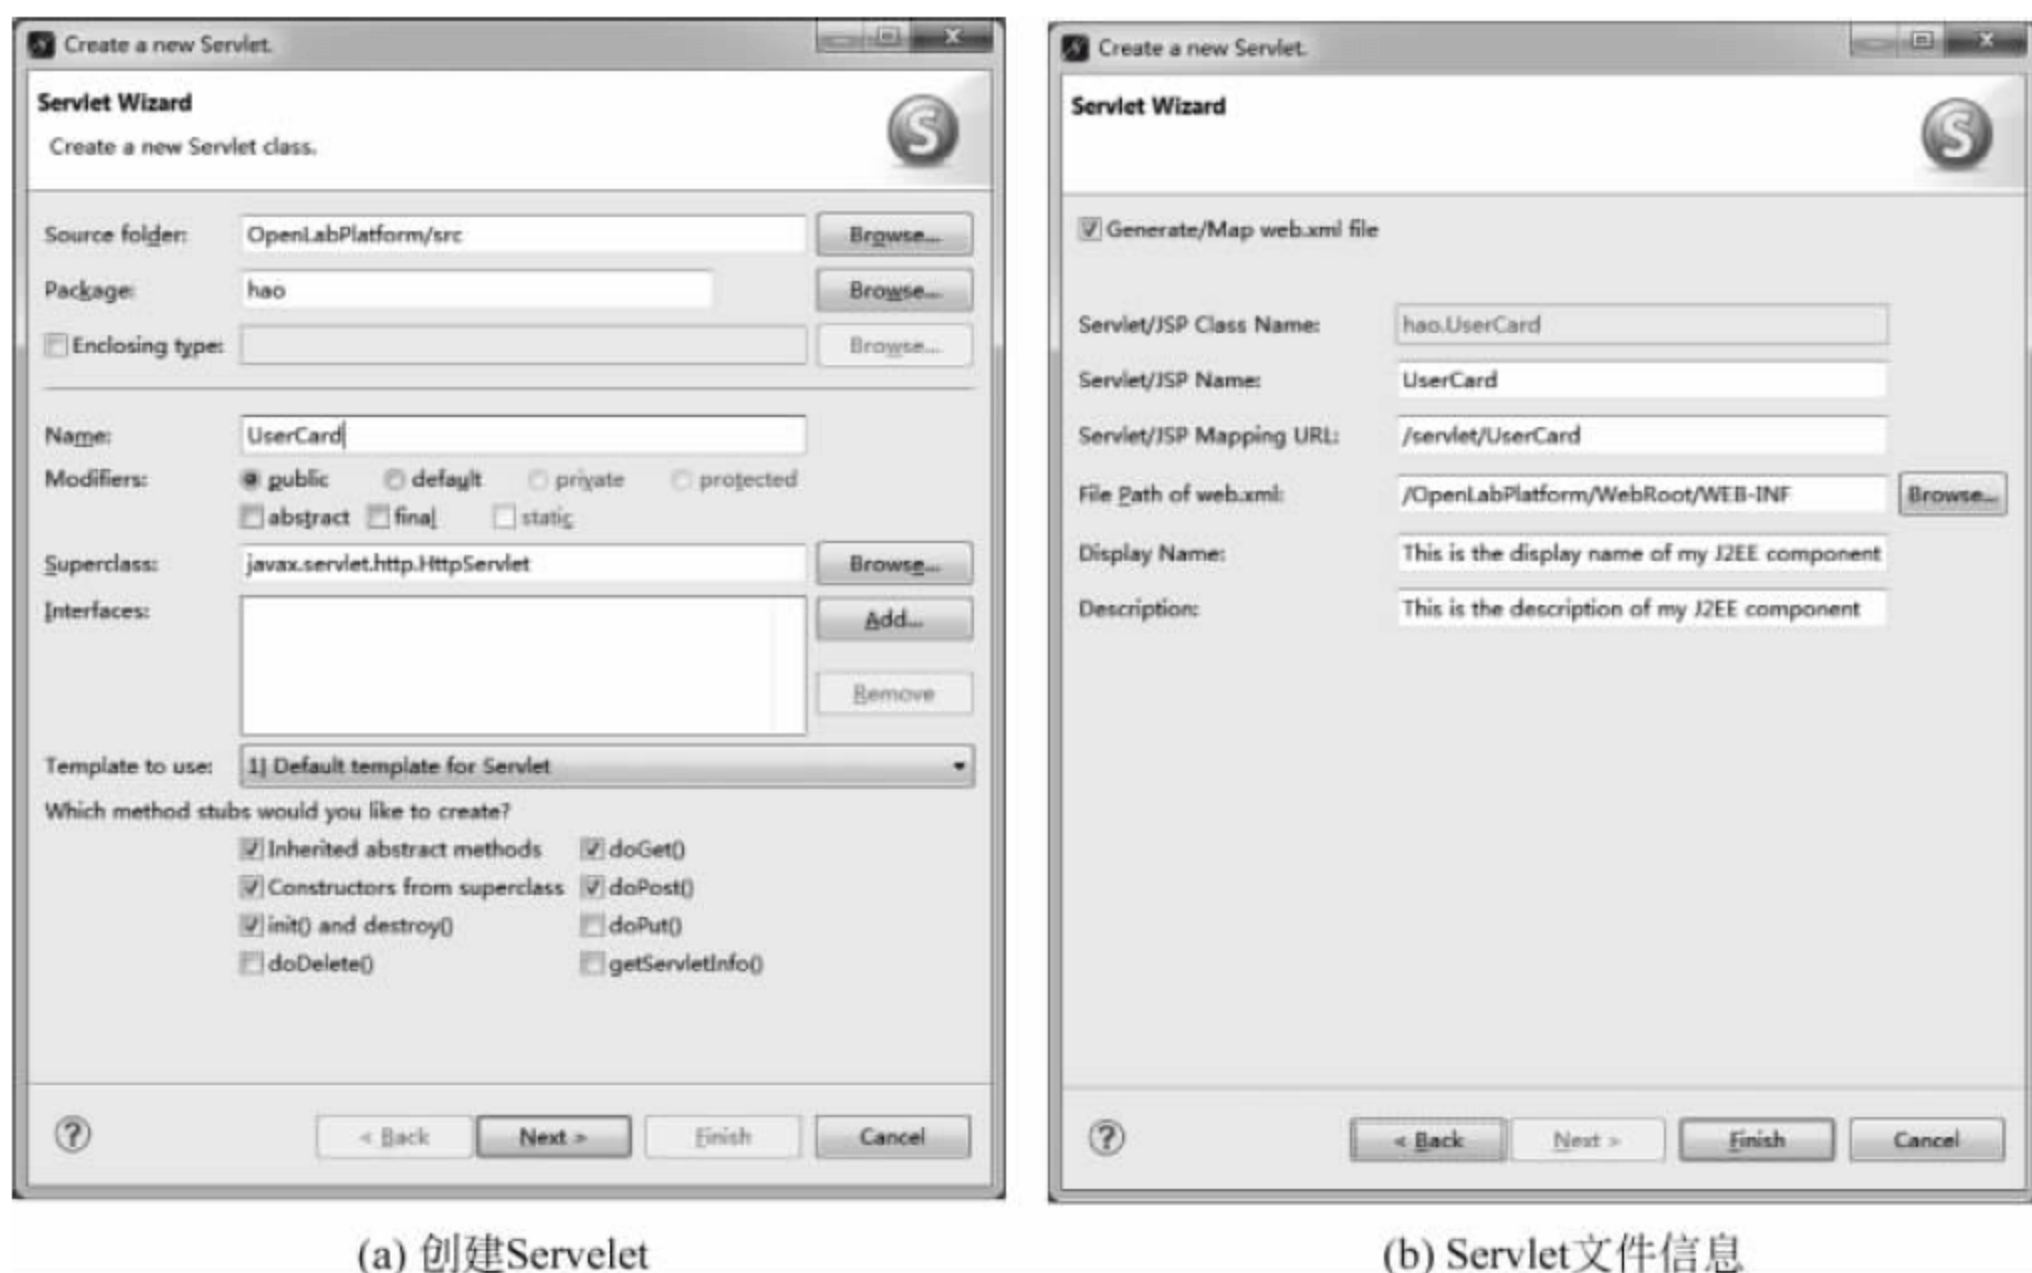 Create a new Servlet.
Servlet Wizard
Create a new Servlet class.
S
Source folder: OpenLabPlatform/src Browse...
Package: hao Browse...
Enclosing type: Browse...
Name: UserCard
Modifiers: public default private protected
abstract final static
Superclass: javax.servlet.http.HttpServlet Browse...
Interfaces: Add...
Remove
Template to use: 1] Default template for Servlet
Which method stubs would you like to create?
Inherited abstract methods doGet()
Constructors from superclass doPost()
init() and destroy() doPut()
doDelete() getServletInfo()
? < Back Next > Finish Cancel
(a) 创建Servelet
Create a new Servlet.
Servlet Wizard
S
Generate/Map web.xml file
Servlet/JSP Class Name: hao.UserCard
Servlet/JSP Name: UserCard
Servlet/JSP Mapping URL: /servlet/UserCard
File Path of web.xml: /OpenLabPlatform/WebRoot/WEB-INF Browse...
Display Name: This is the display name of my J2EE component
Description: This is the description of my J2EE component
? < Back Next > Finish Cancel
(b) Servlet文件信息